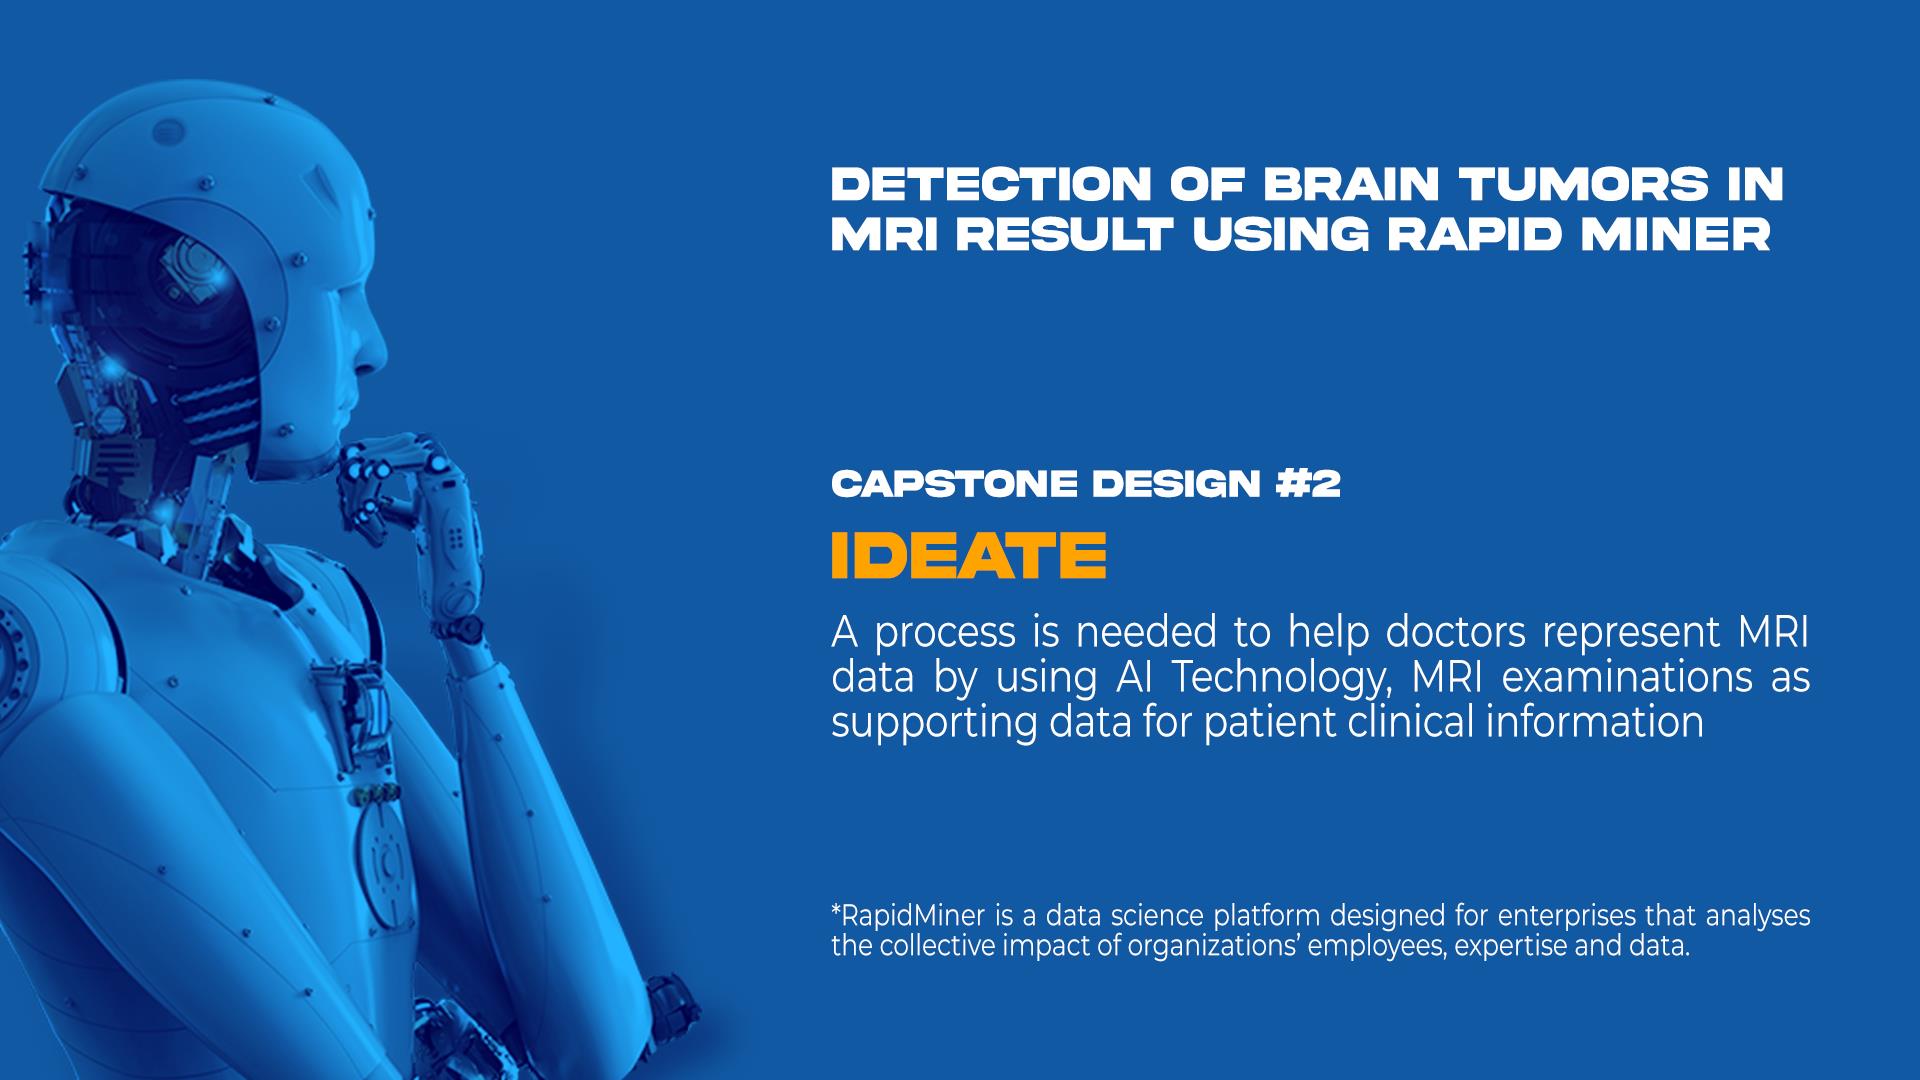 DETECTION OF BRAIN TUMORS IN
MRI RESULT USING RAPID MINER
CAPSTONE DESIGN #2
IDEATE
A process is needed to help doctors represent MRI
data by using AI Technology, MRI examinations as
supporting data for patient clinical information
*RapidMiner is a data science platform designed for enterprises that analyses
the collective impact of organizations’ employees, expertise and data.